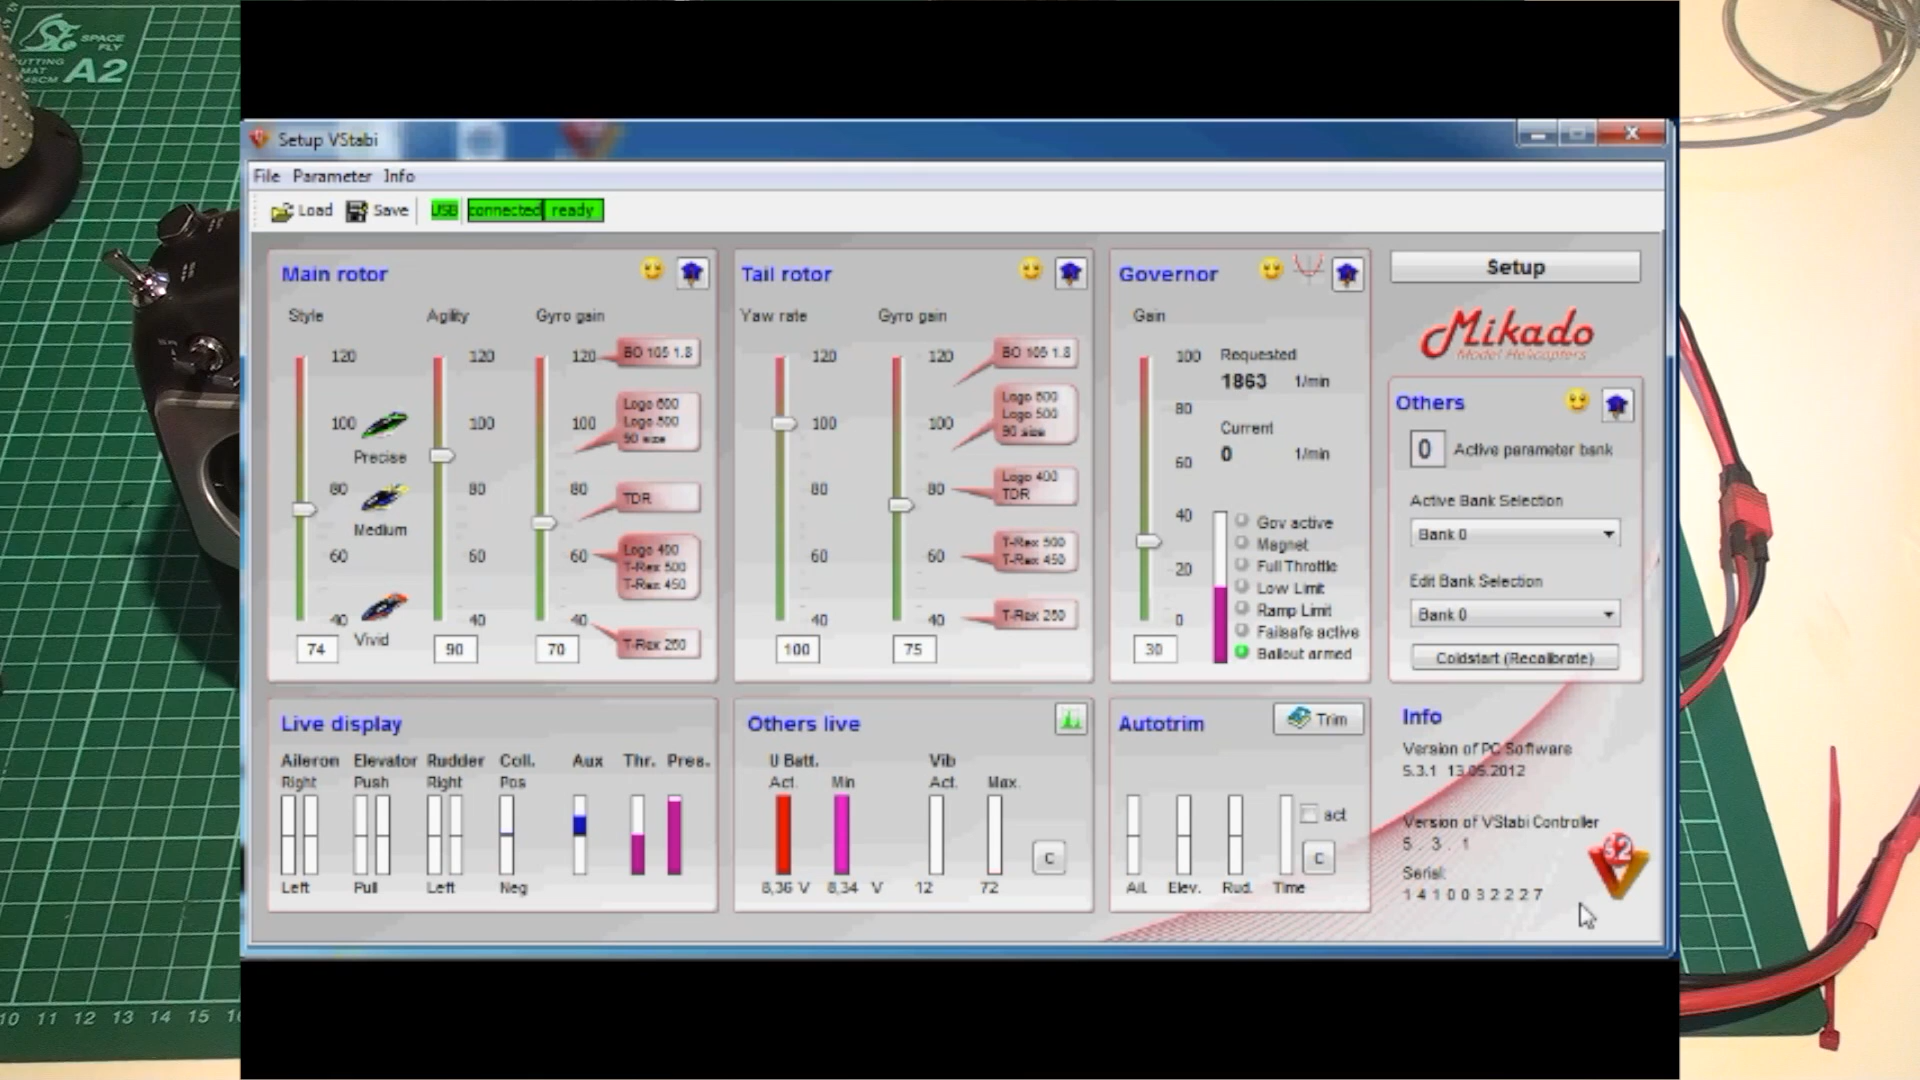 SPACE
FLY
CUTTING
MAT
45CM
A2
10 11 12 13 14 15
Setup VStabi
File Parameter Info
Load Save USB connected ready
Main rotor
Style
Agility
Gyro gain
120
120
120
BO 105 1.8
100
100
100
Logo 600
Logo 500
90 size
Precise
80
80
80
TDR
Medium
60
60
Logo 400
T-Rex 500
T-Rex 450
40
40
40
Vivid
T-Rex 250
74
90
70
Tail rotor
Yaw rate
Gyro gain
120
120
BO 105 1.8
100
100
Logo 600
Logo 500
90 size
80
80
Logo 400
TDR
60
60
T-Rex 500
T-Rex 450
40
40
T-Rex 250
100
75
Governor
Gain
100
80
60
40
20
0
30
Requested
1863 1/min
Current
0 1/min
Gov active
Magnet
Full Throttle
Low Limit
Ramp Limit
Failsafe active
Bailout armed
Setup
Mikado
Model Helicopters
Others
0 Active parameter bank
Active Bank Selection
Bank 0
Edit Bank Selection
Bank 0
Coldstart (Recalibrate)
Live display
Aileron Elevator Rudder Coll. Aux Thr. Pres.
Right Push Right Pos
Left Pull Left Neg
Others live
U Batt. Vib
Act. Min Act. Max.
C
8,36 V 8,34 V 12 72
Autotrim
Trim
act
C
Ail. Elev. Rud. Time
Info
Version of PC Software
5.3.1 13.05.2012
Version of VStabi Controller
5 . 3 . 1
Serial:
1 4 1 0 0 3 2 2 2 7
32